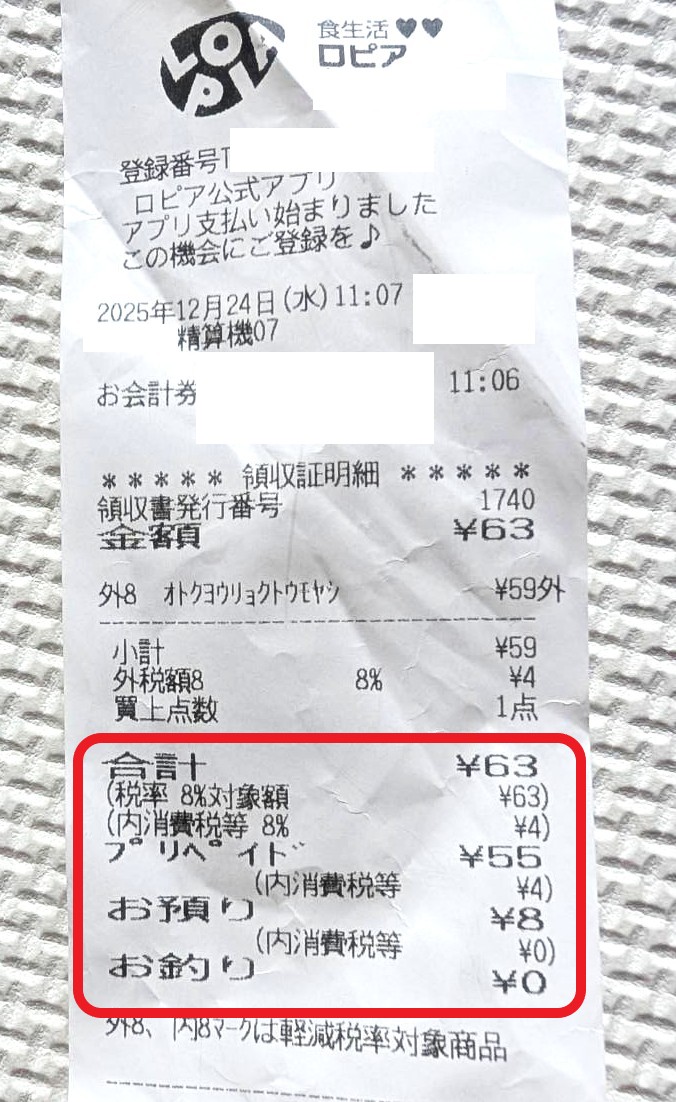 LOPIA
食生活♥♥
ロピア
登録番号T
ロピア公式アプリ
アプリ支払い始まりました
この機会にご登録を♪
2025年12月24日(水)11:07
精算機07
お会計券 11:06
***** 領収証明細 *****
領収書発行番号 1740
金額 ¥63
外8 オトクヨウリョクトウモヤシ ¥59外
小計 ¥59
外税額8 8% ¥4
買上点数 1点
合計 ¥63
(税率 8%対象額 ¥63)
(内消費税等 8% ¥4)
プリペイド ¥55
(内消費税等 ¥4)
お預り ¥8
(内消費税等 ¥0)
お釣り ¥0
外8、内8マークは軽減税率対象商品